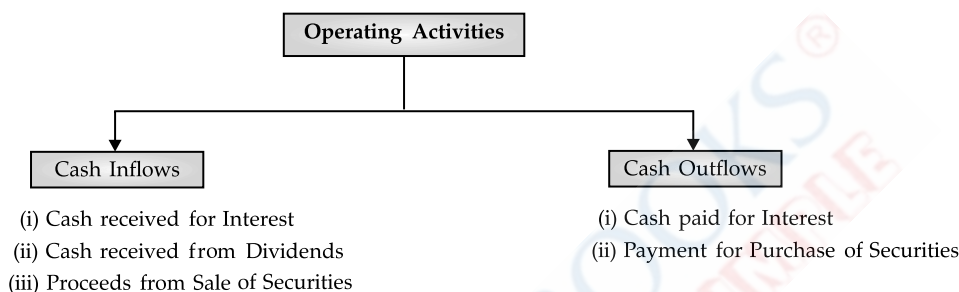 Operating Activities
Cash Inflows
(i) Cash received for Interest
(ii) Cash received from Dividends
(iii) Proceeds from Sale of Securities
Cash Outflows
(i) Cash paid for Interest
(ii) Payment for Purchase of Securities
OOKS ®